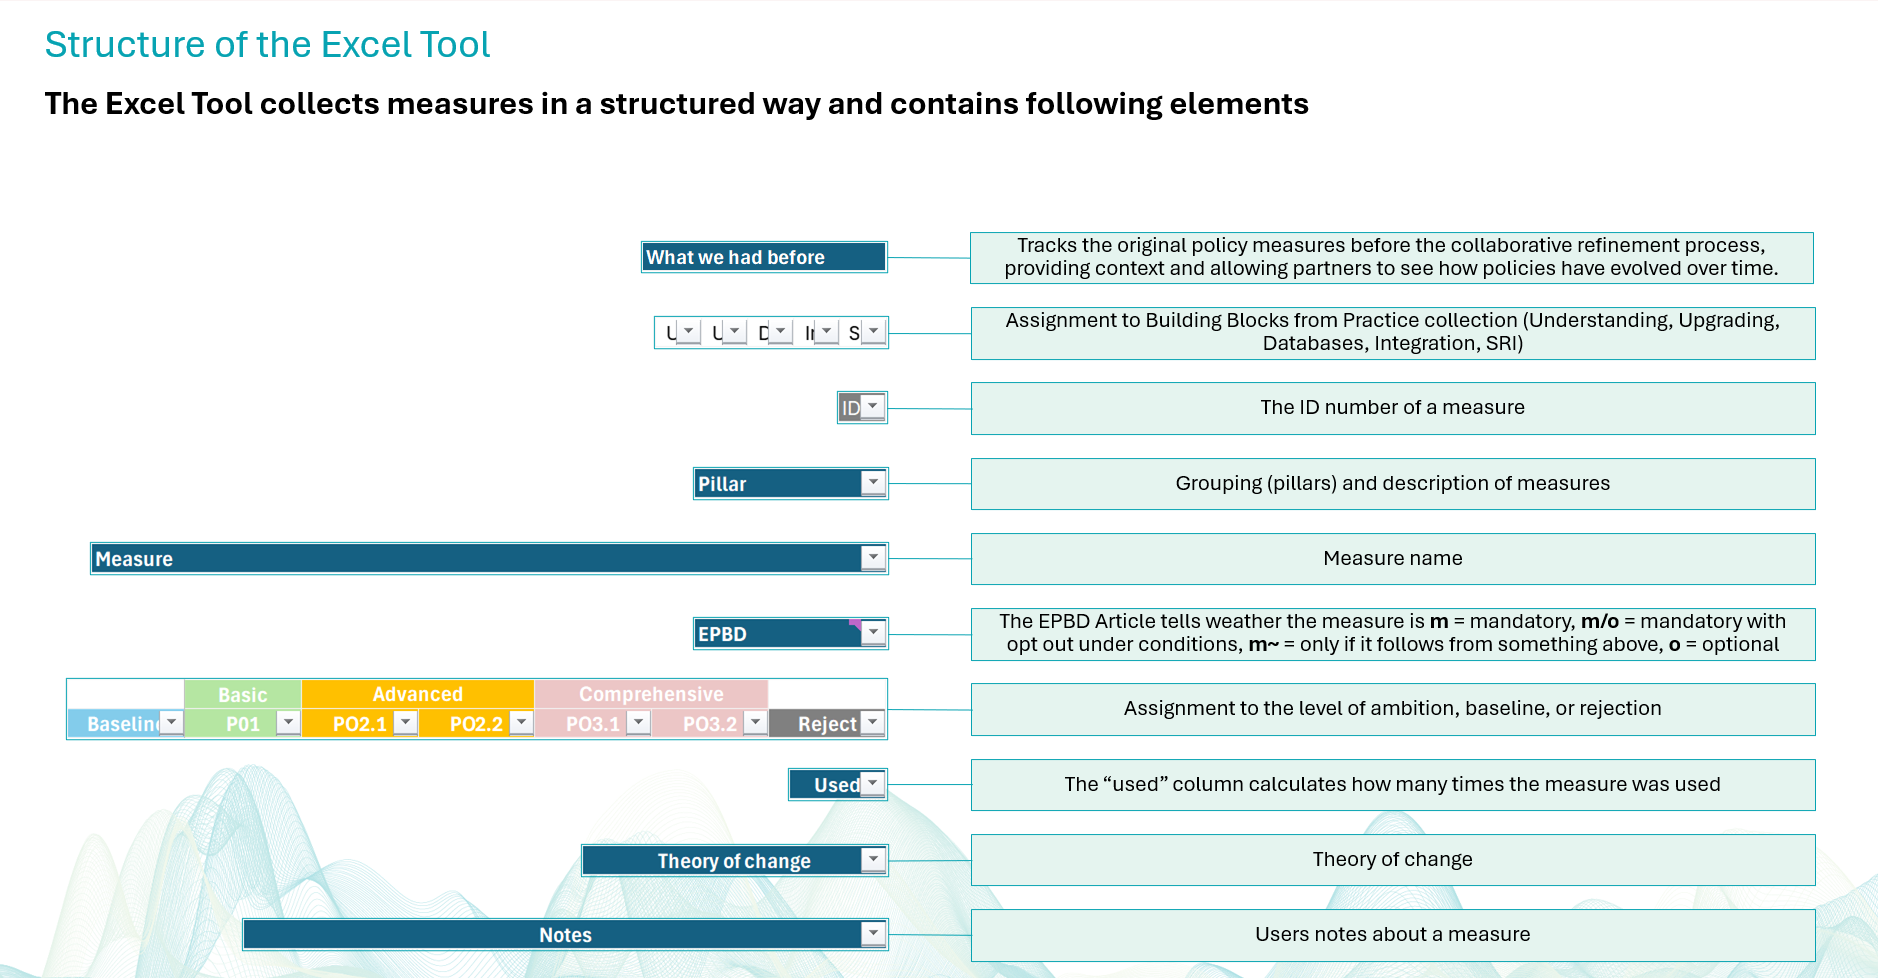 Structure of the Excel Tool
The Excel Tool collects measures in a structured way and contains following elements
What we had before
Tracks the original policy measures before the collaborative refinement process,
providing context and allowing partners to see how policies have evolved over time.
U U D In S
Assignment to Building Blocks from Practice collection (Understanding, Upgrading,
Databases, Integration, SRI)
ID
The ID number of a measure
Pillar
Grouping (pillars) and description of measures
Measure
Measure name
EPBD
The EPBD Article tells weather the measure is m = mandatory, m/o = mandatory with
opt out under conditions, m~ = only if it follows from something above, o = optional
Basic Advanced Comprehensive
Baseline P01 PO2.1 PO2.2 PO3.1 PO3.2 Reject
Assignment to the level of ambition, baseline, or rejection
Used
The “used” column calculates how many times the measure was used
Theory of change
Theory of change
Notes
Users notes about a measure